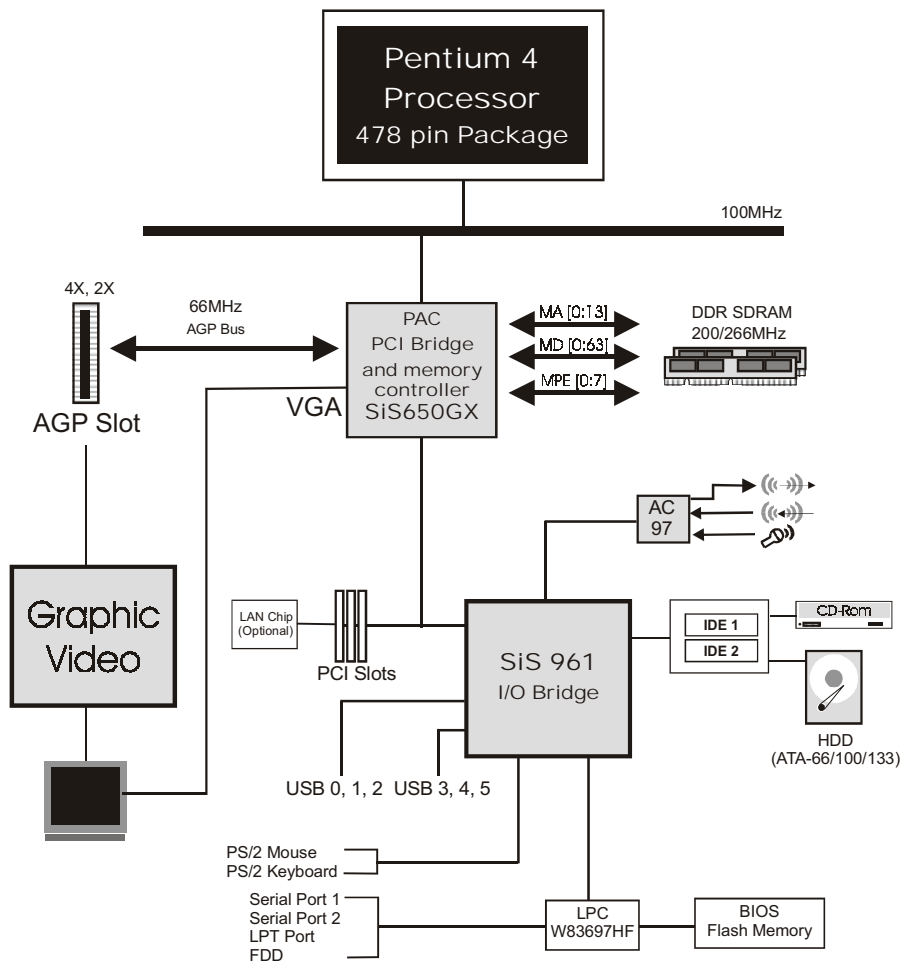 Pentium 4
Processor
478 pin Package
100MHz
4X, 2X
66MHz
AGP Bus
AGP Slot
PAC
PCI Bridge
and memory
controller
SiS650GX
VGA
MA [0:13]
MD [0:63]
MPE [0:7]
DDR SDRAM
200/266MHz
AC
97
Graphic
Video
LAN Chip
(Optional)
PCI Slots
SiS 961
I/O Bridge
IDE 1
IDE 2
CD-Rom
HDD
(ATA-66/100/133)
USB 0, 1, 2
USB 3, 4, 5
PS/2 Mouse
PS/2 Keyboard
Serial Port 1
Serial Port 2
LPT Port
FDD
LPC
W83697HF
BIOS
Flash Memory